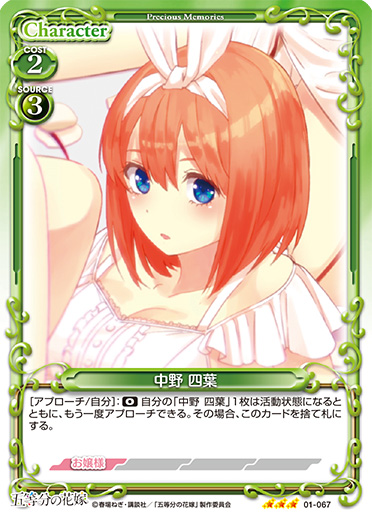 Precious Memories
Character
COST
2
SOURCE
3
中野 四葉
[アプローチ/自分]:0 自分の「中野 四葉」1枚は活動状態になると
ともに、もう一度アプローチできる。その場合、このカードを捨て札に
する。
お嬢様
五等分の花嫁
©春場ねぎ・講談社/「五等分の花嫁」製作委員会
01-067